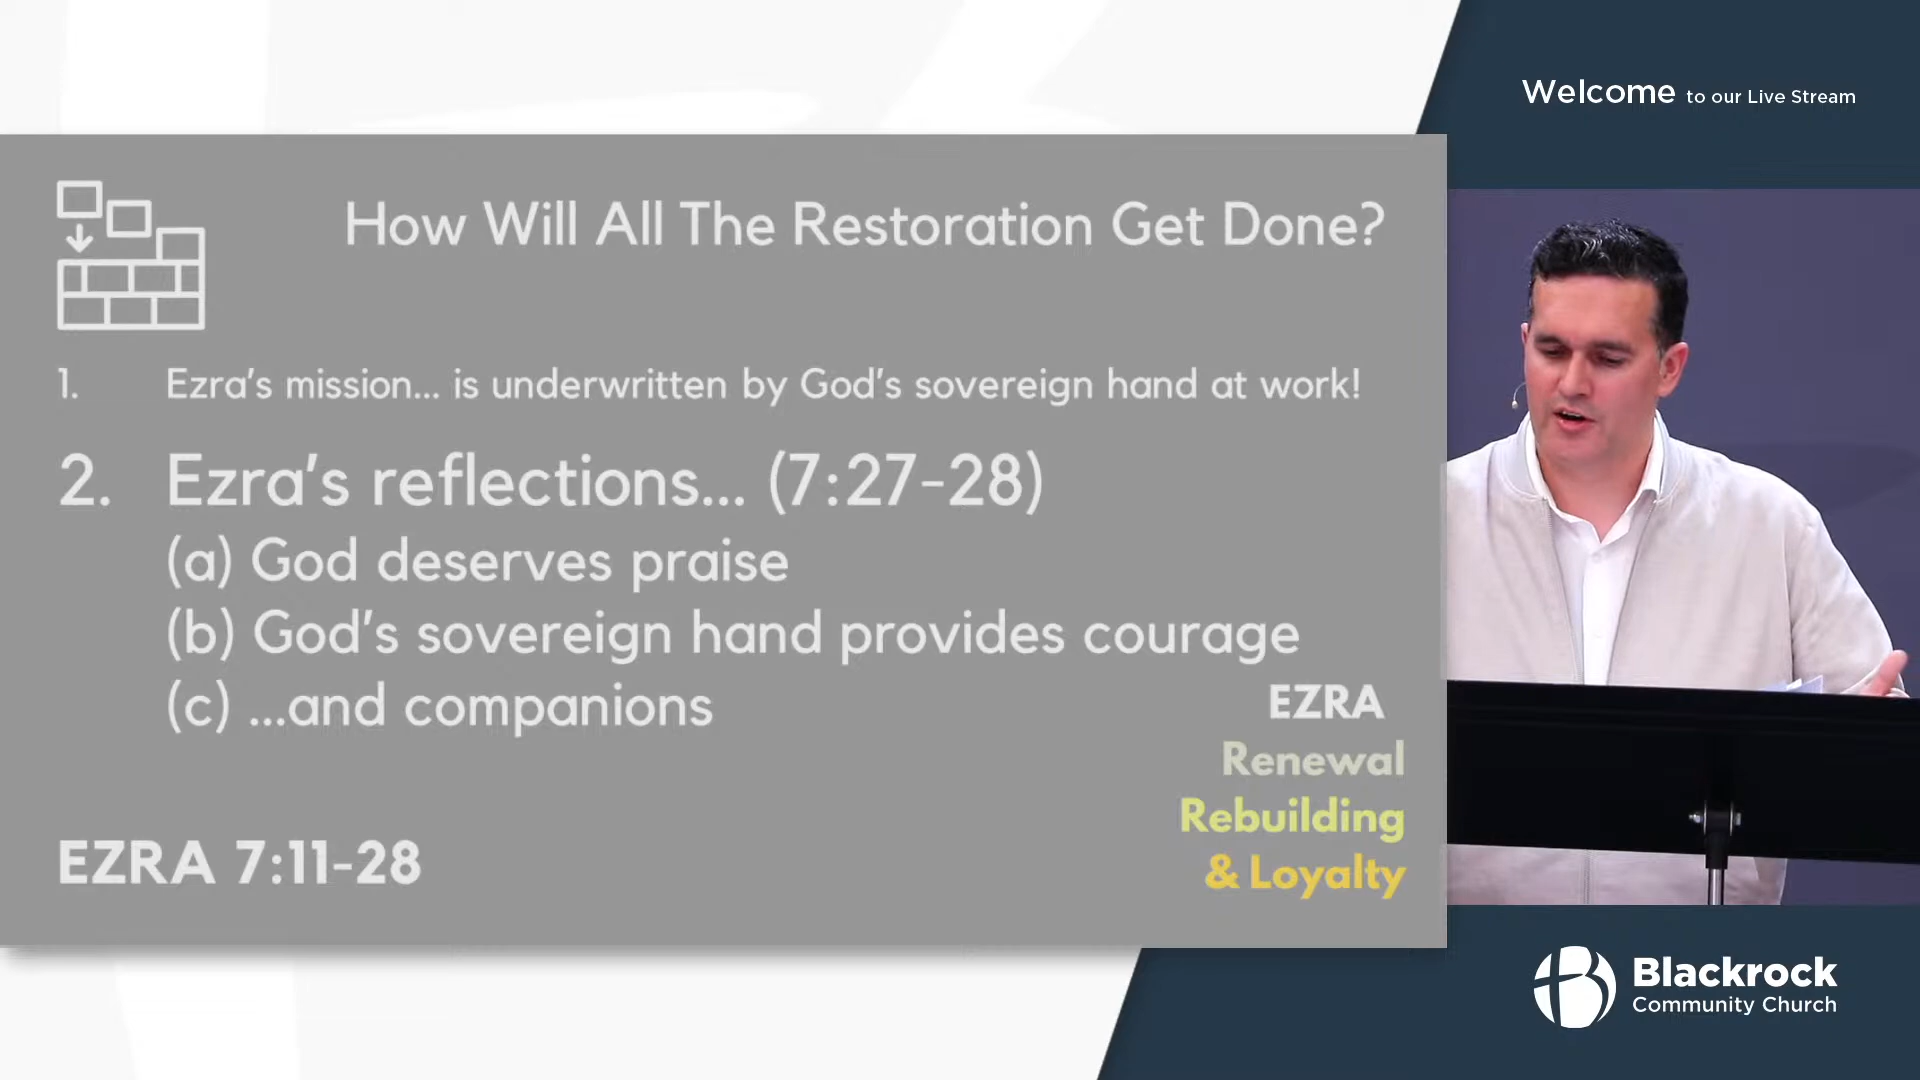 Welcome to our Live Stream
How Will All The Restoration Get Done?
1. Ezra's mission... is underwritten by God's sovereign hand at work!
2. Ezra's reflections... (7:27-28)
(a) God deserves praise
(b) God's sovereign hand provides courage
(c) ...and companions
EZRA
Renewal
Rebuilding
& Loyalty
EZRA 7:11-28
Blackrock
Community Church